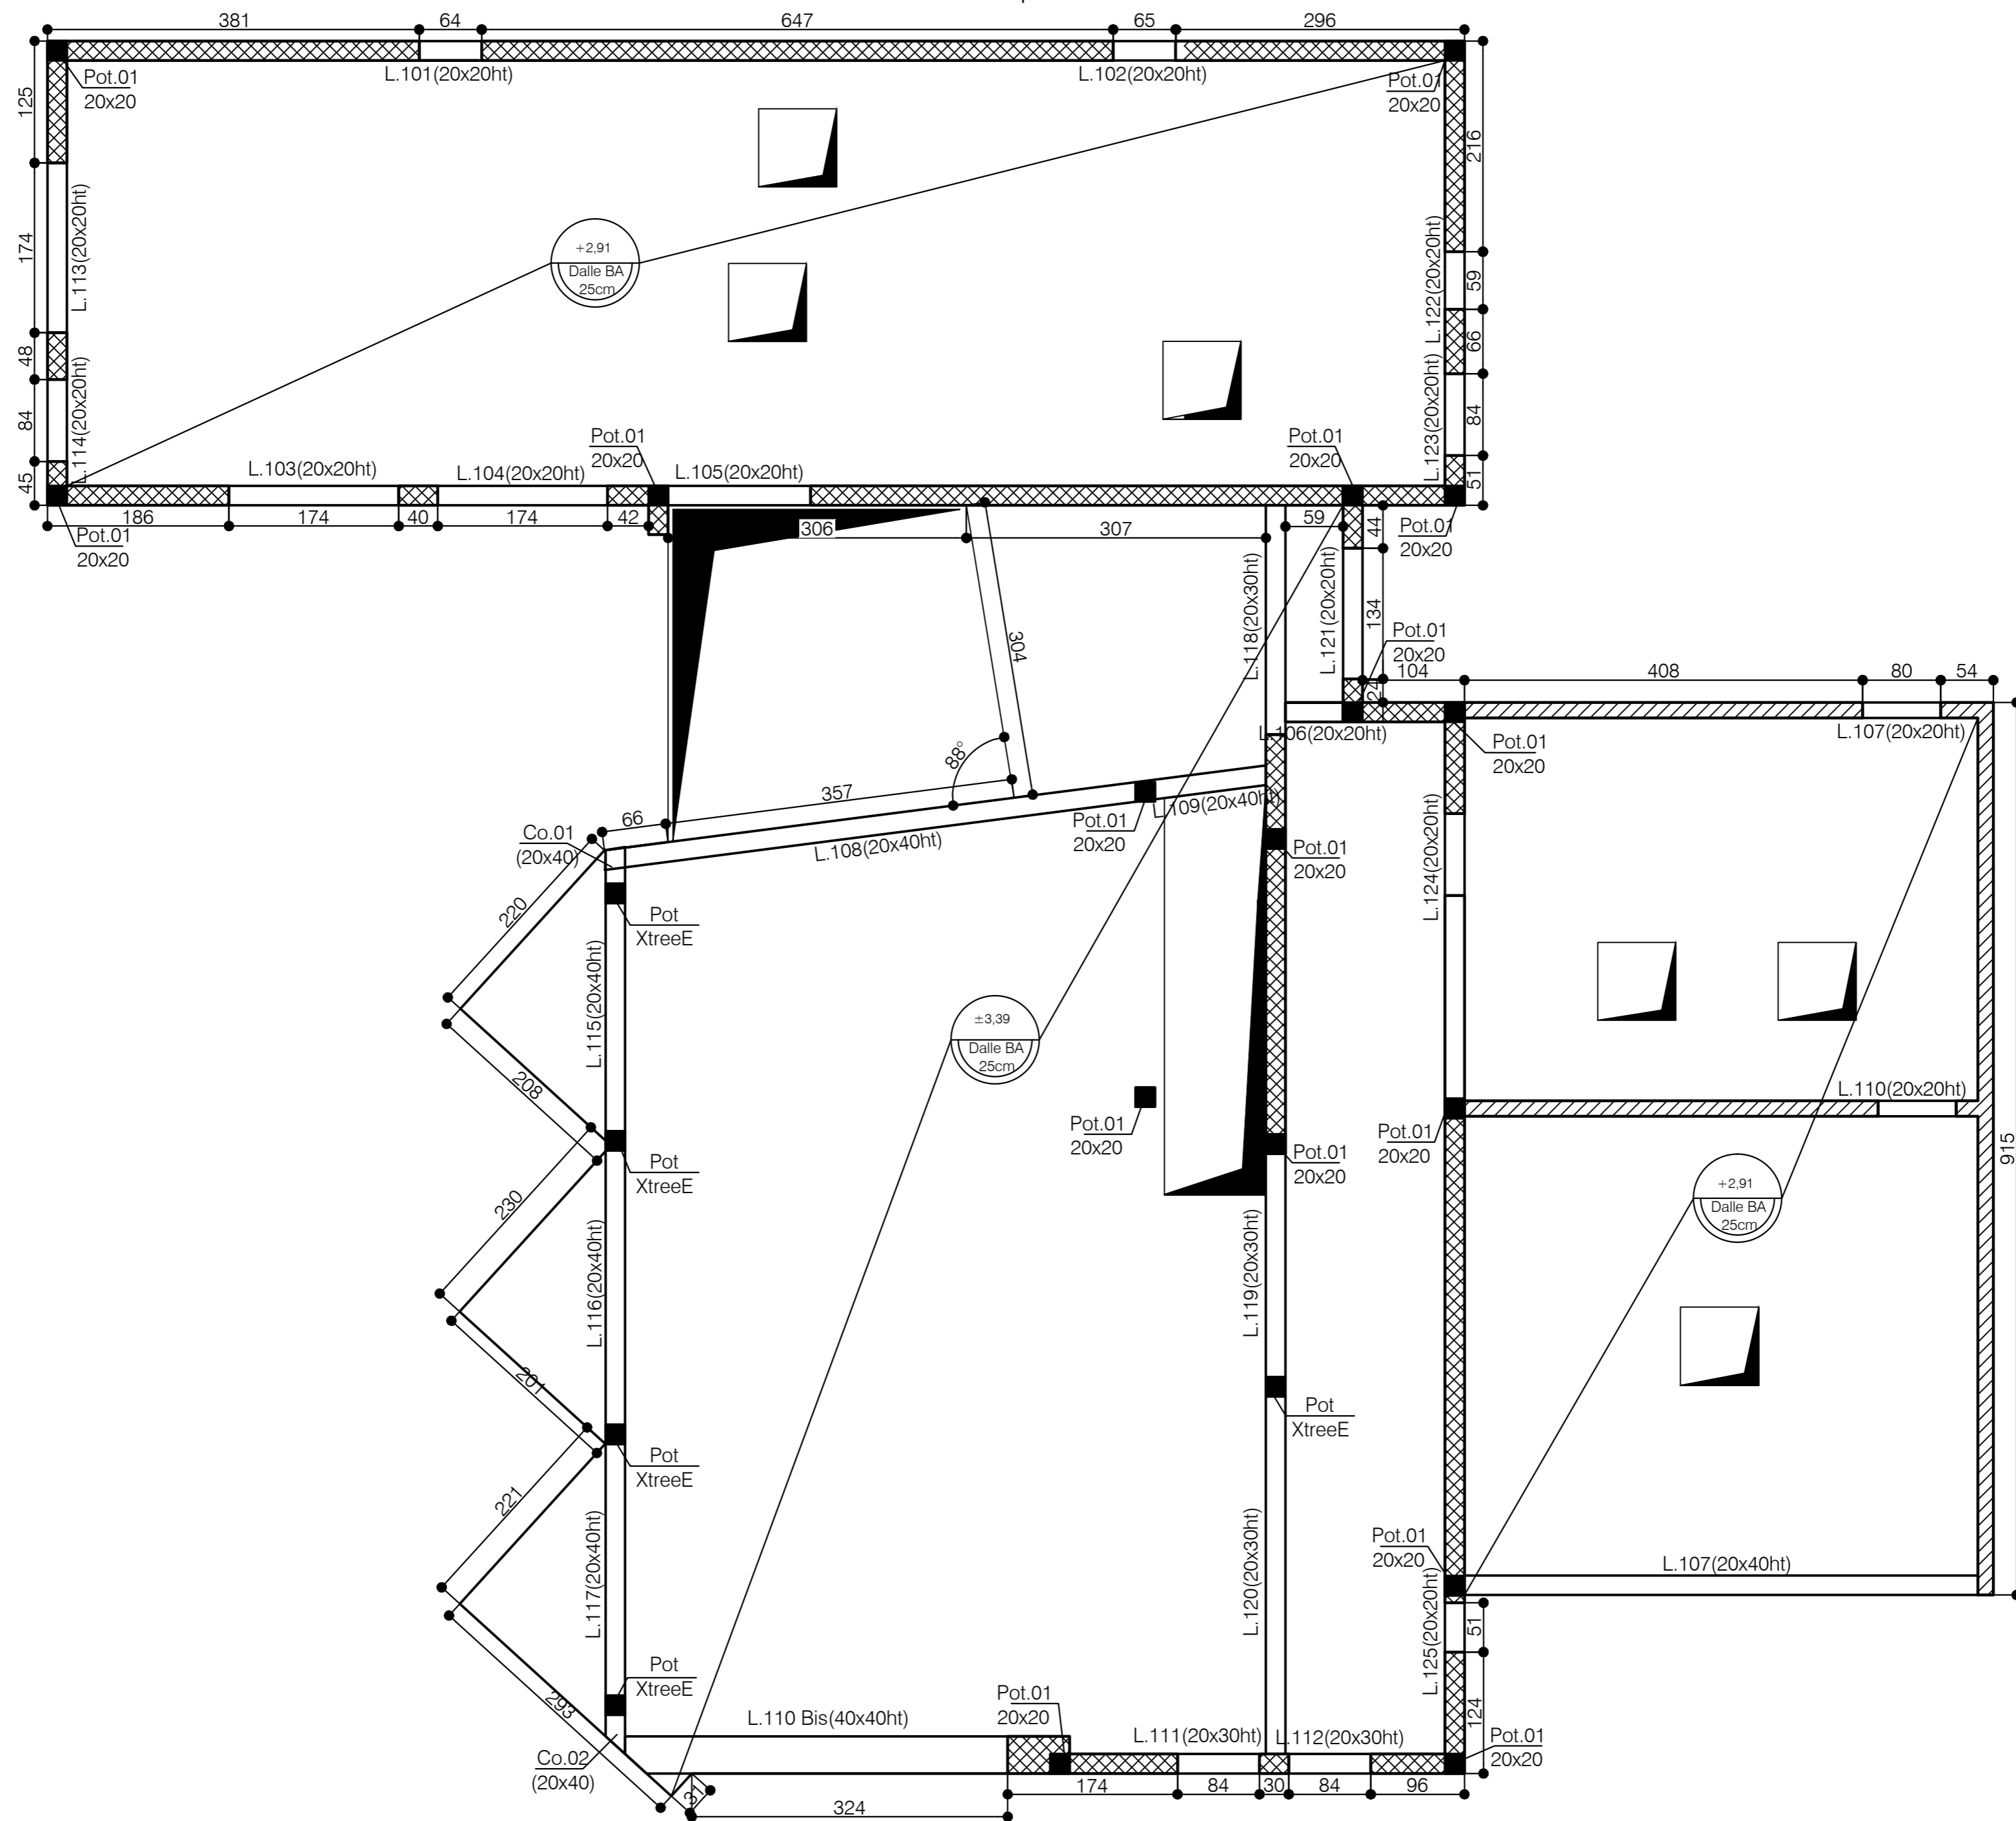 381
64
647
65
296
L.101(20x20ht)
L.102(20x20ht)
Pot.01
20x20
Pot.01
20x20
125
174
48
84
45
L.113(20x20ht)
L.114(20x20ht)
216
59
66
84
51
L.122(20x20ht)
L.123(20x20ht)
+2,91
Dalle BA
25cm
Pot.01
20x20
Pot.01
20x20
L.103(20x20ht)
L.104(20x20ht)
L.105(20x20ht)
186
174
40
174
42
Pot.01
20x20
306
307
59
44
Pot.01
20x20
L.118(20x30ht)
L.121(20x20ht)
134
24
304
Pot.01
20x20
104
408
80
54
L.106(20x20ht)
L.107(20x20ht)
Pot.01
20x20
88°
357
66
Co.01
(20x40)
L.108(20x40ht)
L.109(20x40ht)
Pot.01
20x20
Pot.01
20x20
L.124(20x20ht)
220
Pot
XtreeE
L.115(20x40ht)
208
±3,39
Dalle BA
25cm
Pot.01
20x20
Pot.01
20x20
Pot.01
20x20
L.110(20x20ht)
915
Pot
XtreeE
230
L.116(20x40ht)
L.119(20x30ht)
+2,91
Dalle BA
25cm
201
Pot
XtreeE
Pot
XtreeE
221
L.117(20x40ht)
L.120(20x30ht)
Pot.01
20x20
L.107(20x40ht)
L.125(20x20ht)
51
124
Pot
XtreeE
293
Co.02
(20x40)
L.110 Bis(40x40ht)
Pot.01
20x20
L.111(20x30ht)
L.112(20x30ht)
Pot.01
20x20
174
84
30
84
96
324